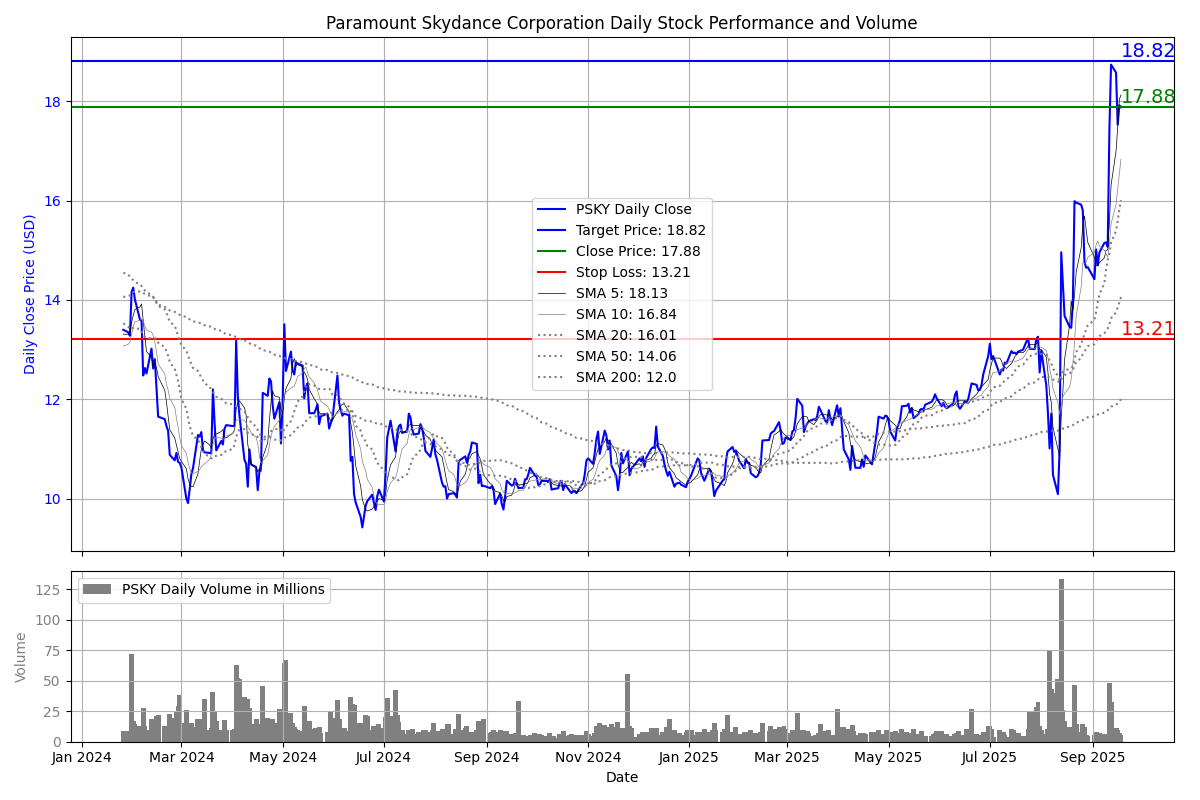 Paramount Skydance Corporation Daily Stock Performance and Volume
18.82
17.88
13.21
18
16
14
12
10
Daily Close Price (USD)
PSKY Daily Close
Target Price: 18.82
Close Price: 17.88
Stop Loss: 13.21
SMA 5: 18.13
SMA 10: 16.84
SMA 20: 16.01
SMA 50: 14.06
SMA 200: 12.0
PSKY Daily Volume in Millions
125
100
75
50
25
0
Volume
Jan 2024 Mar 2024 May 2024 Jul 2024 Sep 2024 Nov 2024 Jan 2025 Mar 2025 May 2025 Jul 2025 Sep 2025
Date